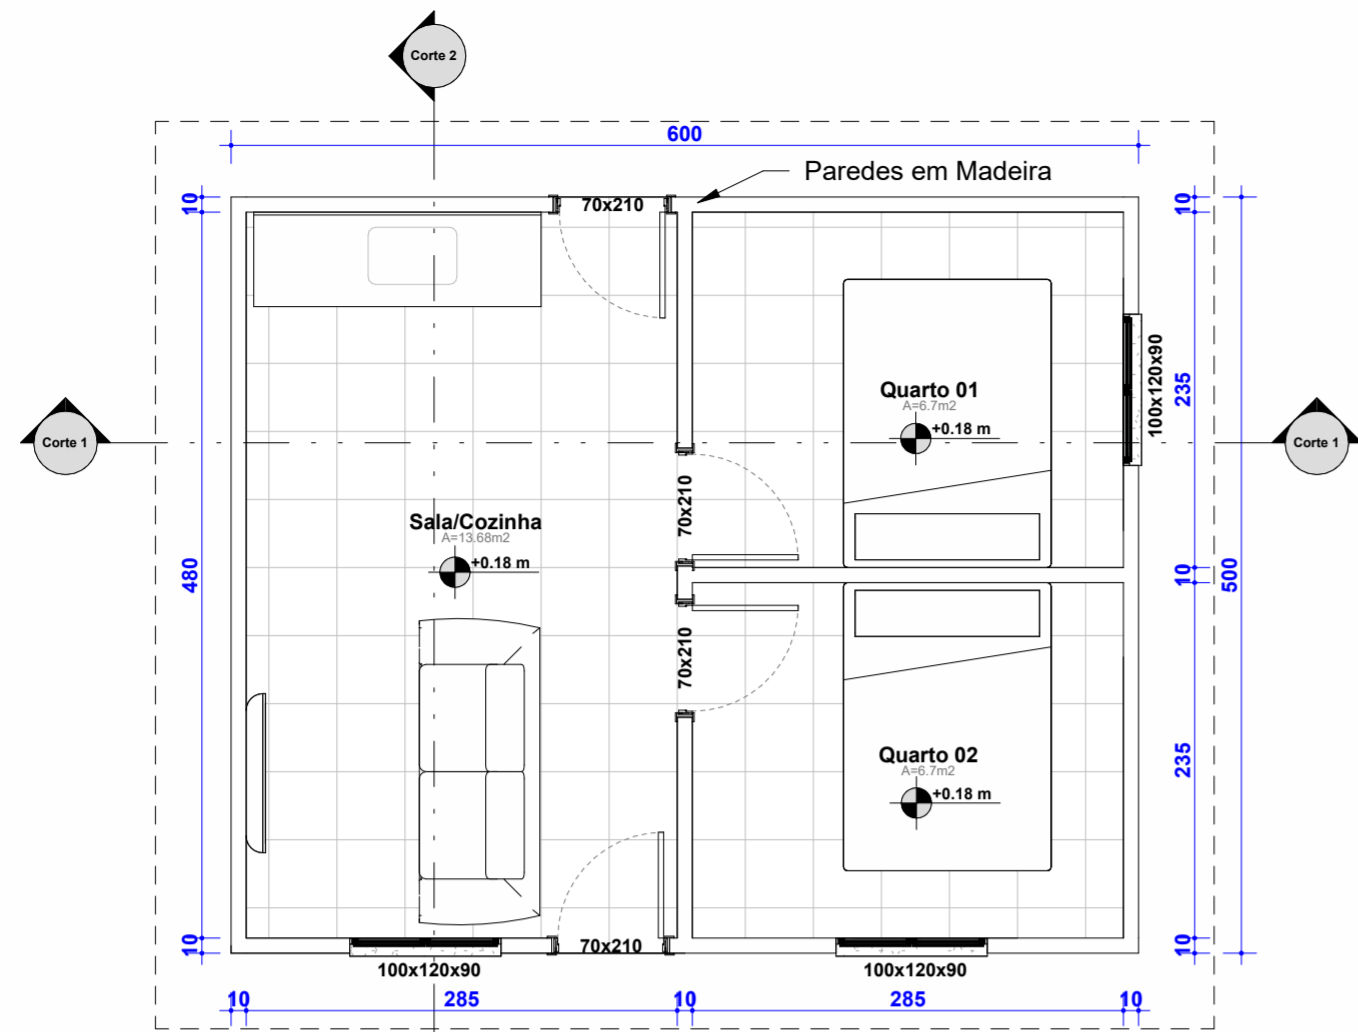 Corte 2
600
Paredes em Madeira
10
70x210
10
100x120x90
235
Quarto 01
A=6.7m2
+0.18 m
Corte 1
Corte 1
70x210
Sala/Cozinha
A=13.68m2
+0.18 m
480
10
500
70x210
Quarto 02
A=6.7m2
+0.18 m
235
10
70x210
10
100x120x90
100x120x90
10
285
10
285
10